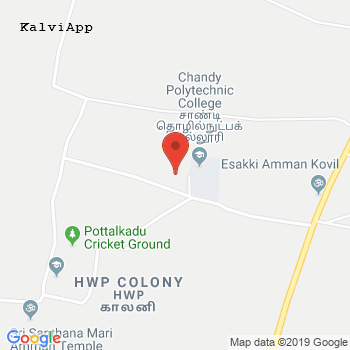 KalviApp
Chandy
Polytechnic
College
சாண்டி
தொழில்நுட்பக்
கல்லூரி
Esakki Amman Kovil
Pottalkadu
Cricket Ground
HWP COLONY
HWP
காலனி
Sri Sarthana Mari
Amman Temple
Google
Map data ©2019 Google